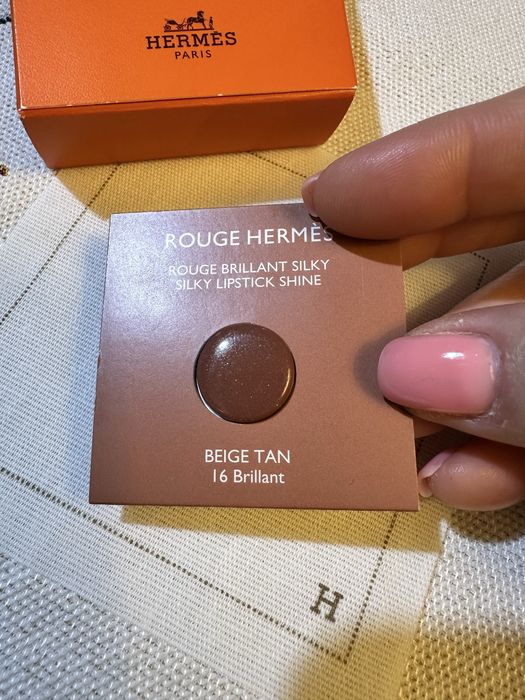 HERMÈS
PARIS
ROUGE HERMÈS
ROUGE BRILLANT SILKY
SILKY LIPSTICK SHINE
BEIGE TAN
16 Brillant
H